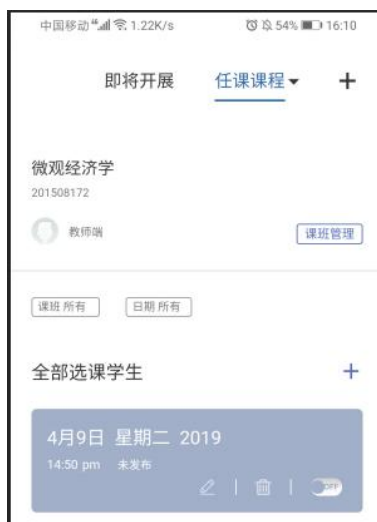 中国移动 4G 1.22K/s 54% 16:10
即将开展 任课课程 +
微观经济学
201508172
教师端 课班管理
课班 所有 日期 所有
全部选课学生 +
4月9日 星期二 2019
14:50 pm 未发布
OFF